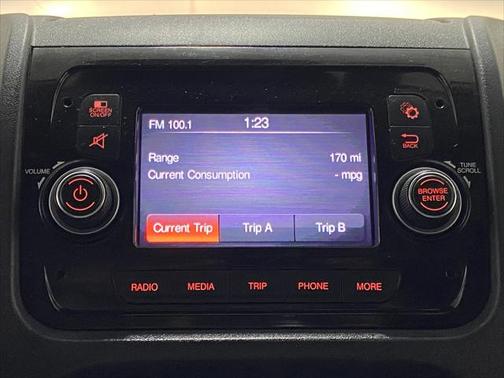 SCREEN
ON/OFF
FM 100.1 1:23
VOLUME
BACK
TUNE
SCROLL
Range 170 mi
Current Consumption - mpg
BROWSE
ENTER
Current Trip Trip A Trip B
RADIO MEDIA TRIP PHONE MORE